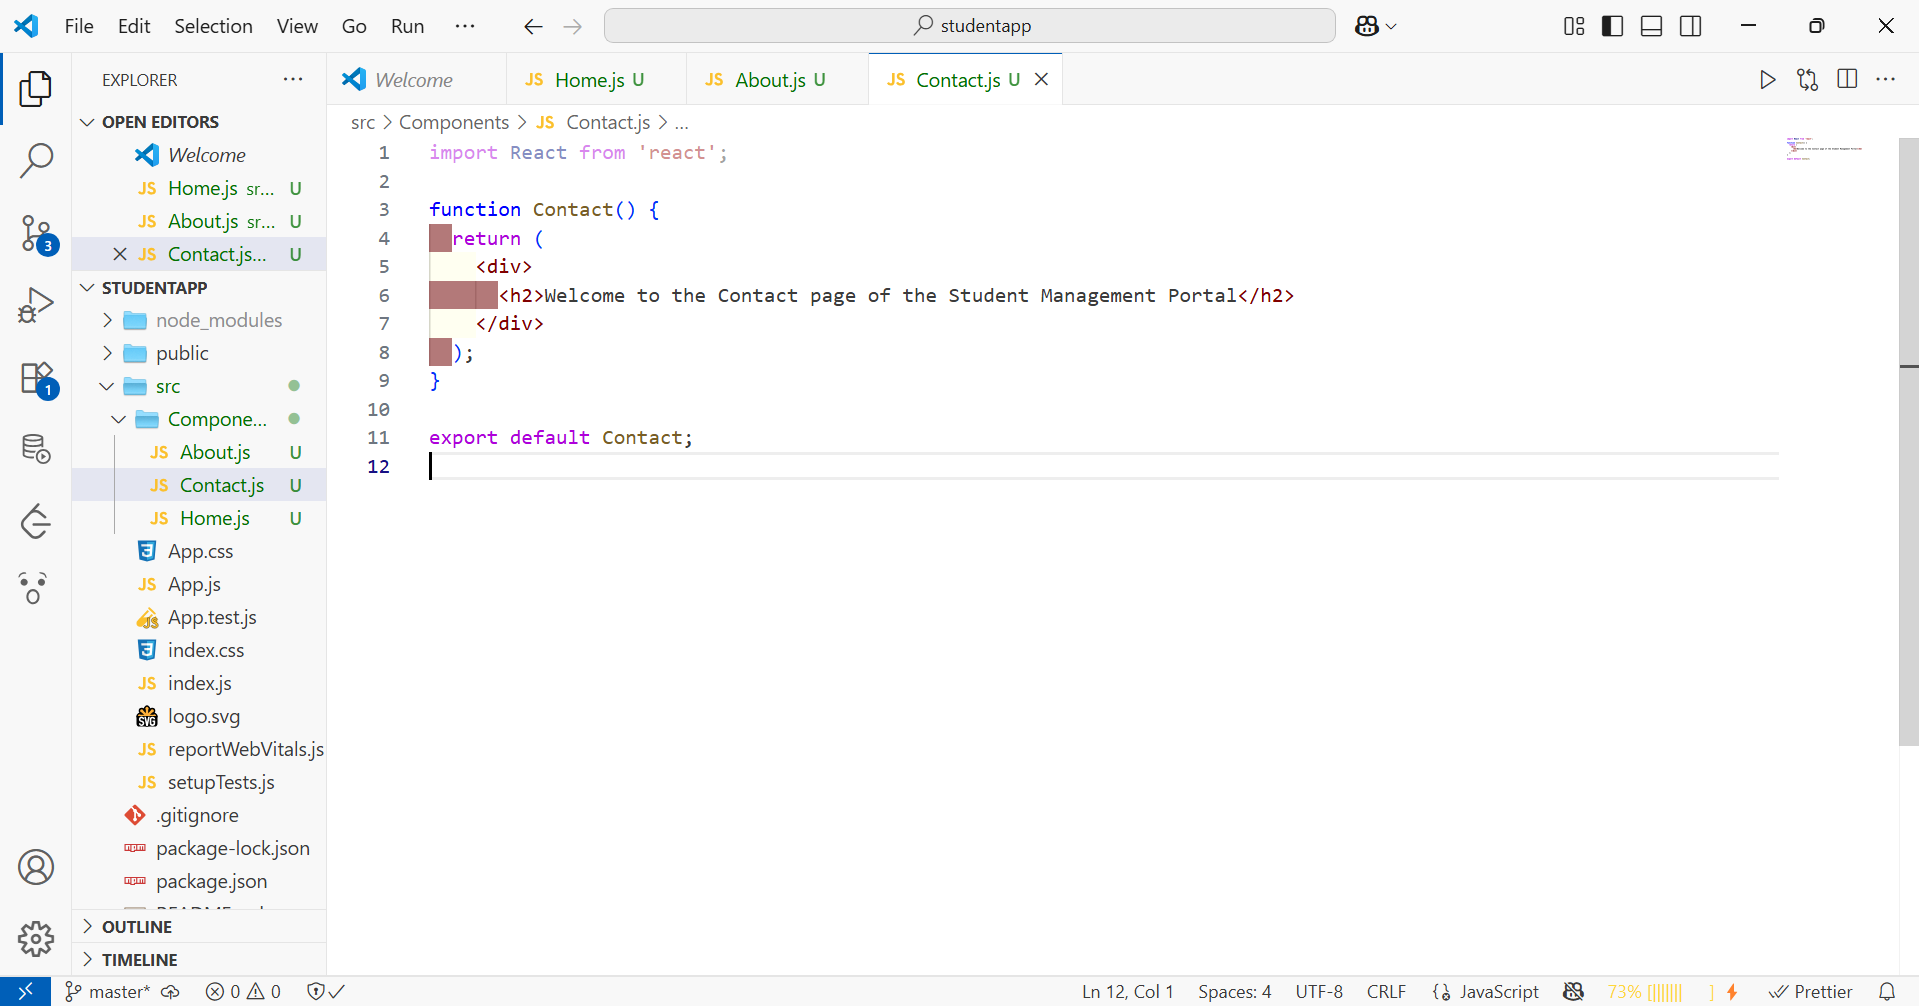 File Edit Selection View Go Run ··· studentapp
EXPLORER ···
OPEN EDITORS
Welcome
JS Home.js sr... U
JS About.js sr... U
JS Contact.js... U
STUDENTAPP
node_modules
public
src
Compone...
JS About.js U
JS Contact.js U
JS Home.js U
App.css
JS App.js
App.test.js
index.css
JS index.js
SVG logo.svg
JS reportWebVitals.js
JS setupTests.js
.gitignore
package-lock.json
package.json
OUTLINE
TIMELINE
3
1
Welcome JS Home.js U JS About.js U JS Contact.js U
src > Components > JS Contact.js > ...
1 import React from 'react';
2
3 function Contact() {
4 return (
5 <div>
6 <h2>Welcome to the Contact page of the Student Management Portal</h2>
7 </div>
8 );
9 }
10
11 export default Contact;
12
master* 0 0 Ln 12, Col 1 Spaces: 4 UTF-8 CRLF JavaScript 73% Prettier